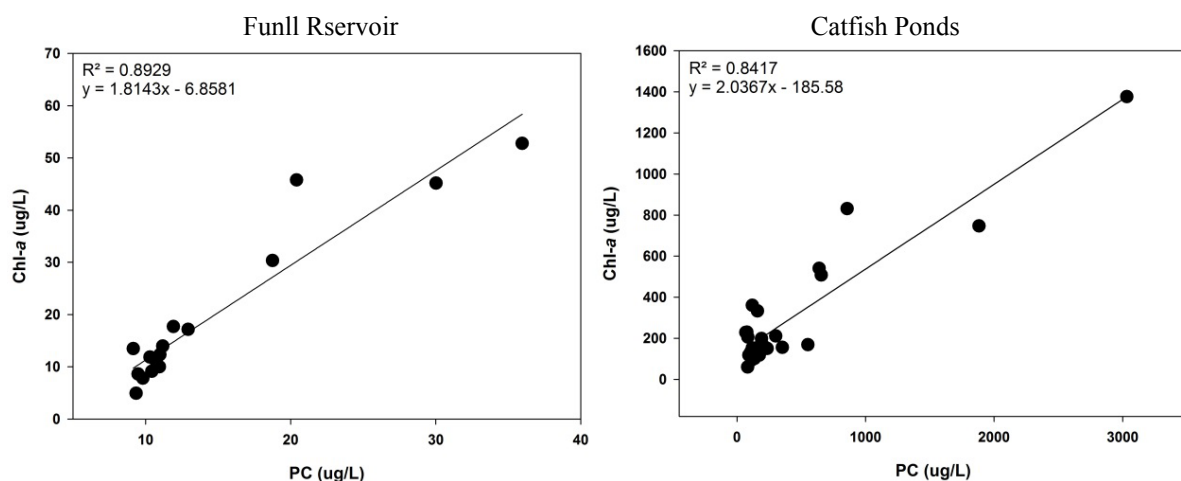 Funll Rservoir
70
60
50
40
30
20
10
0
R² = 0.8929
y = 1.8143x - 6.8581
Chl-a (ug/L)
10 20 30 40
PC (ug/L)
Catfish Ponds
1600
1400
1200
1000
800
600
400
200
0
R² = 0.8417
y = 2.0367x - 185.58
Chl-a (ug/L)
0 1000 2000 3000
PC (ug/L)